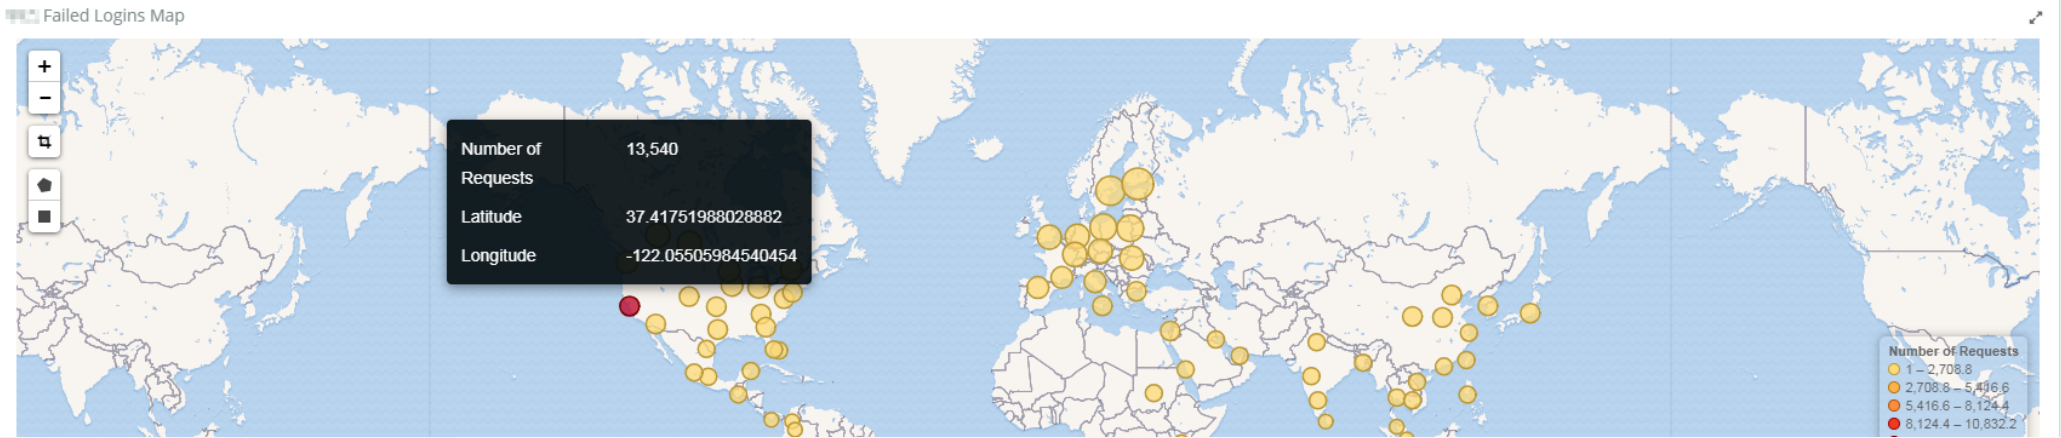 Failed Logins Map
+
−
Number of Requests 13,540
Latitude 37.41751988028882
Longitude -122.05505984540454
Number of Requests
1 – 2,708.8
2,708.8 – 5,416.6
5,416.6 – 8,124.4
8,124.4 – 10,832.2